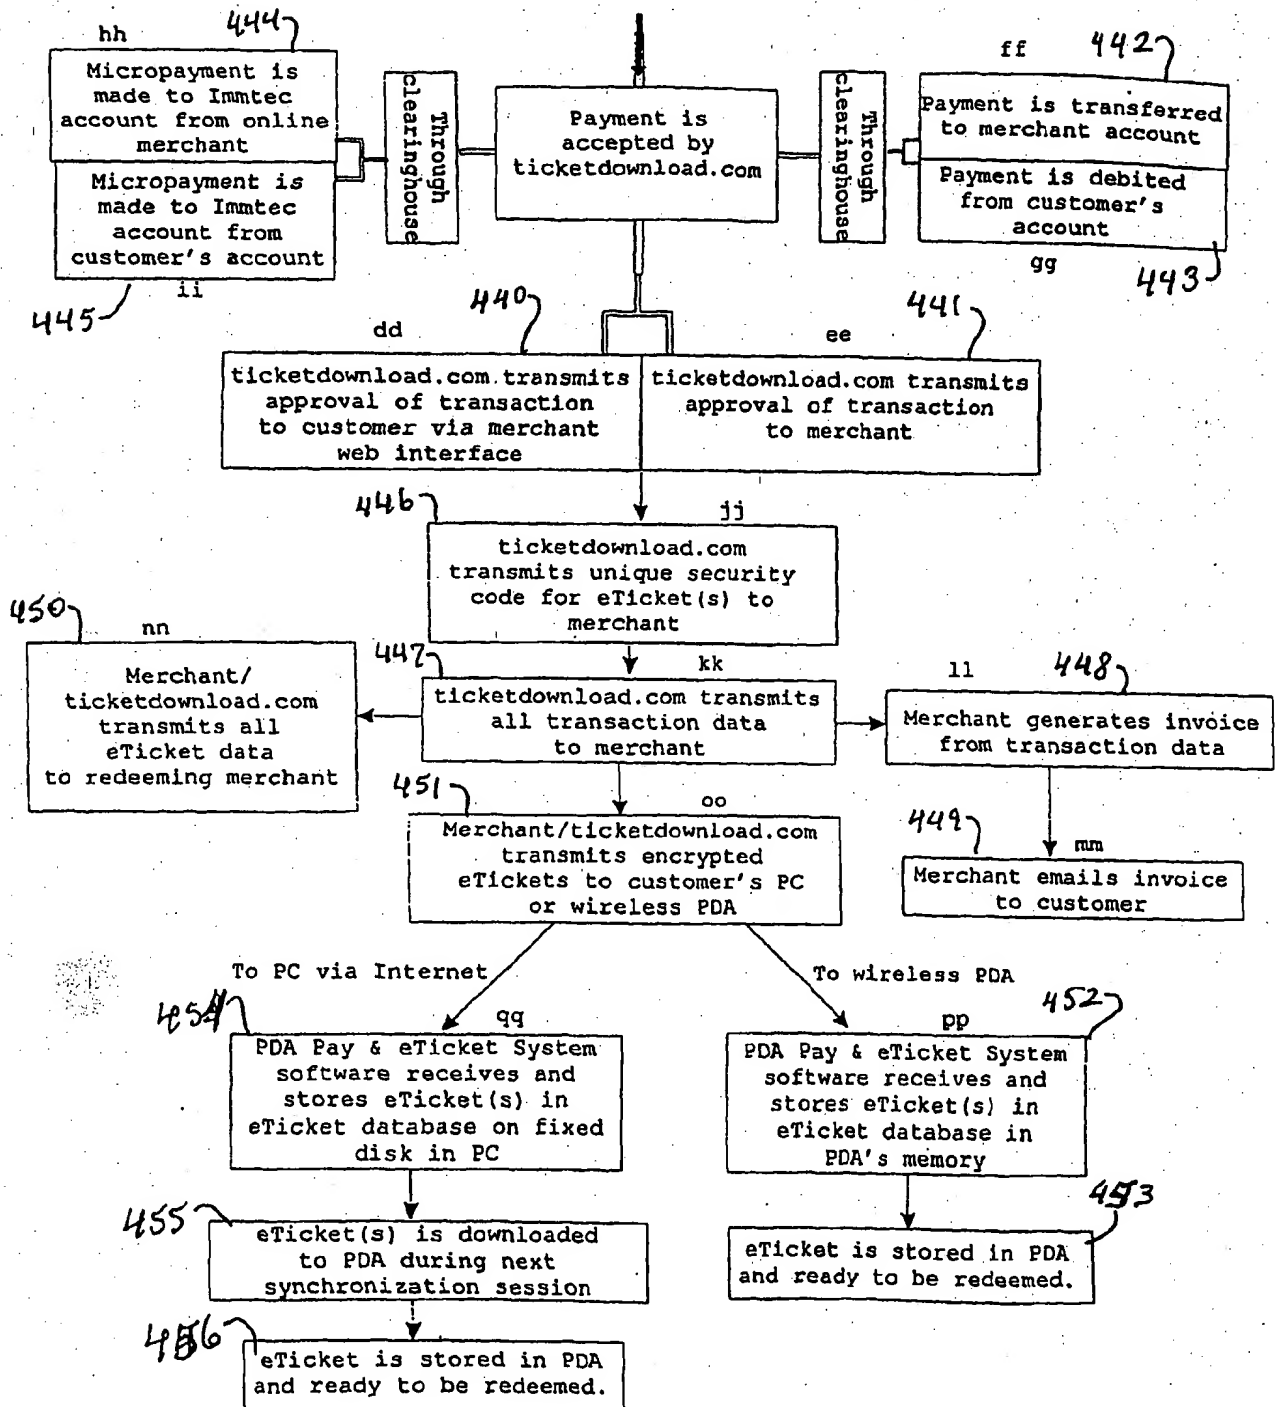 hh
444
Micropayment is
made to Immtec
account from online
merchant
Micropayment is
made to Immtec
account from
customer's account
ii
445
Through
clearinghouse
Payment is
accepted by
ticketdownload.com
Through
clearinghouse
ff
442
Payment is transferred
to merchant account
Payment is debited
from customer's
account
gg
443
440
dd
ticketdownload.com transmits
approval of transaction
to customer via merchant
web interface
441
ee
ticketdownload.com transmits
approval of transaction
to merchant
446
jj
ticketdownload.com
transmits unique security
code for eTicket(s) to
merchant
450
nn
Merchant/
ticketdownload.com
transmits all
eTicket data
to redeeming merchant
447
kk
ticketdownload.com transmits
all transaction data
to merchant
ll
448
Merchant generates invoice
from transaction data
449
mm
Merchant emails invoice
to customer
451
oo
Merchant/ticketdownload.com
transmits encrypted
eTickets to customer's PC
or wireless PDA
To PC via Internet
To wireless PDA
454
qq
PDA Pay & eTicket System
software receives and
stores eTicket(s) in
eTicket database on fixed
disk in PC
452
pp
PDA Pay & eTicket System
software receives and
stores eTicket(s) in
eTicket database in
PDA's memory
455
eTicket(s) is downloaded
to PDA during next
synchronization session
453
eTicket is stored in PDA
and ready to be redeemed.
456
eTicket is stored in PDA
and ready to be redeemed.